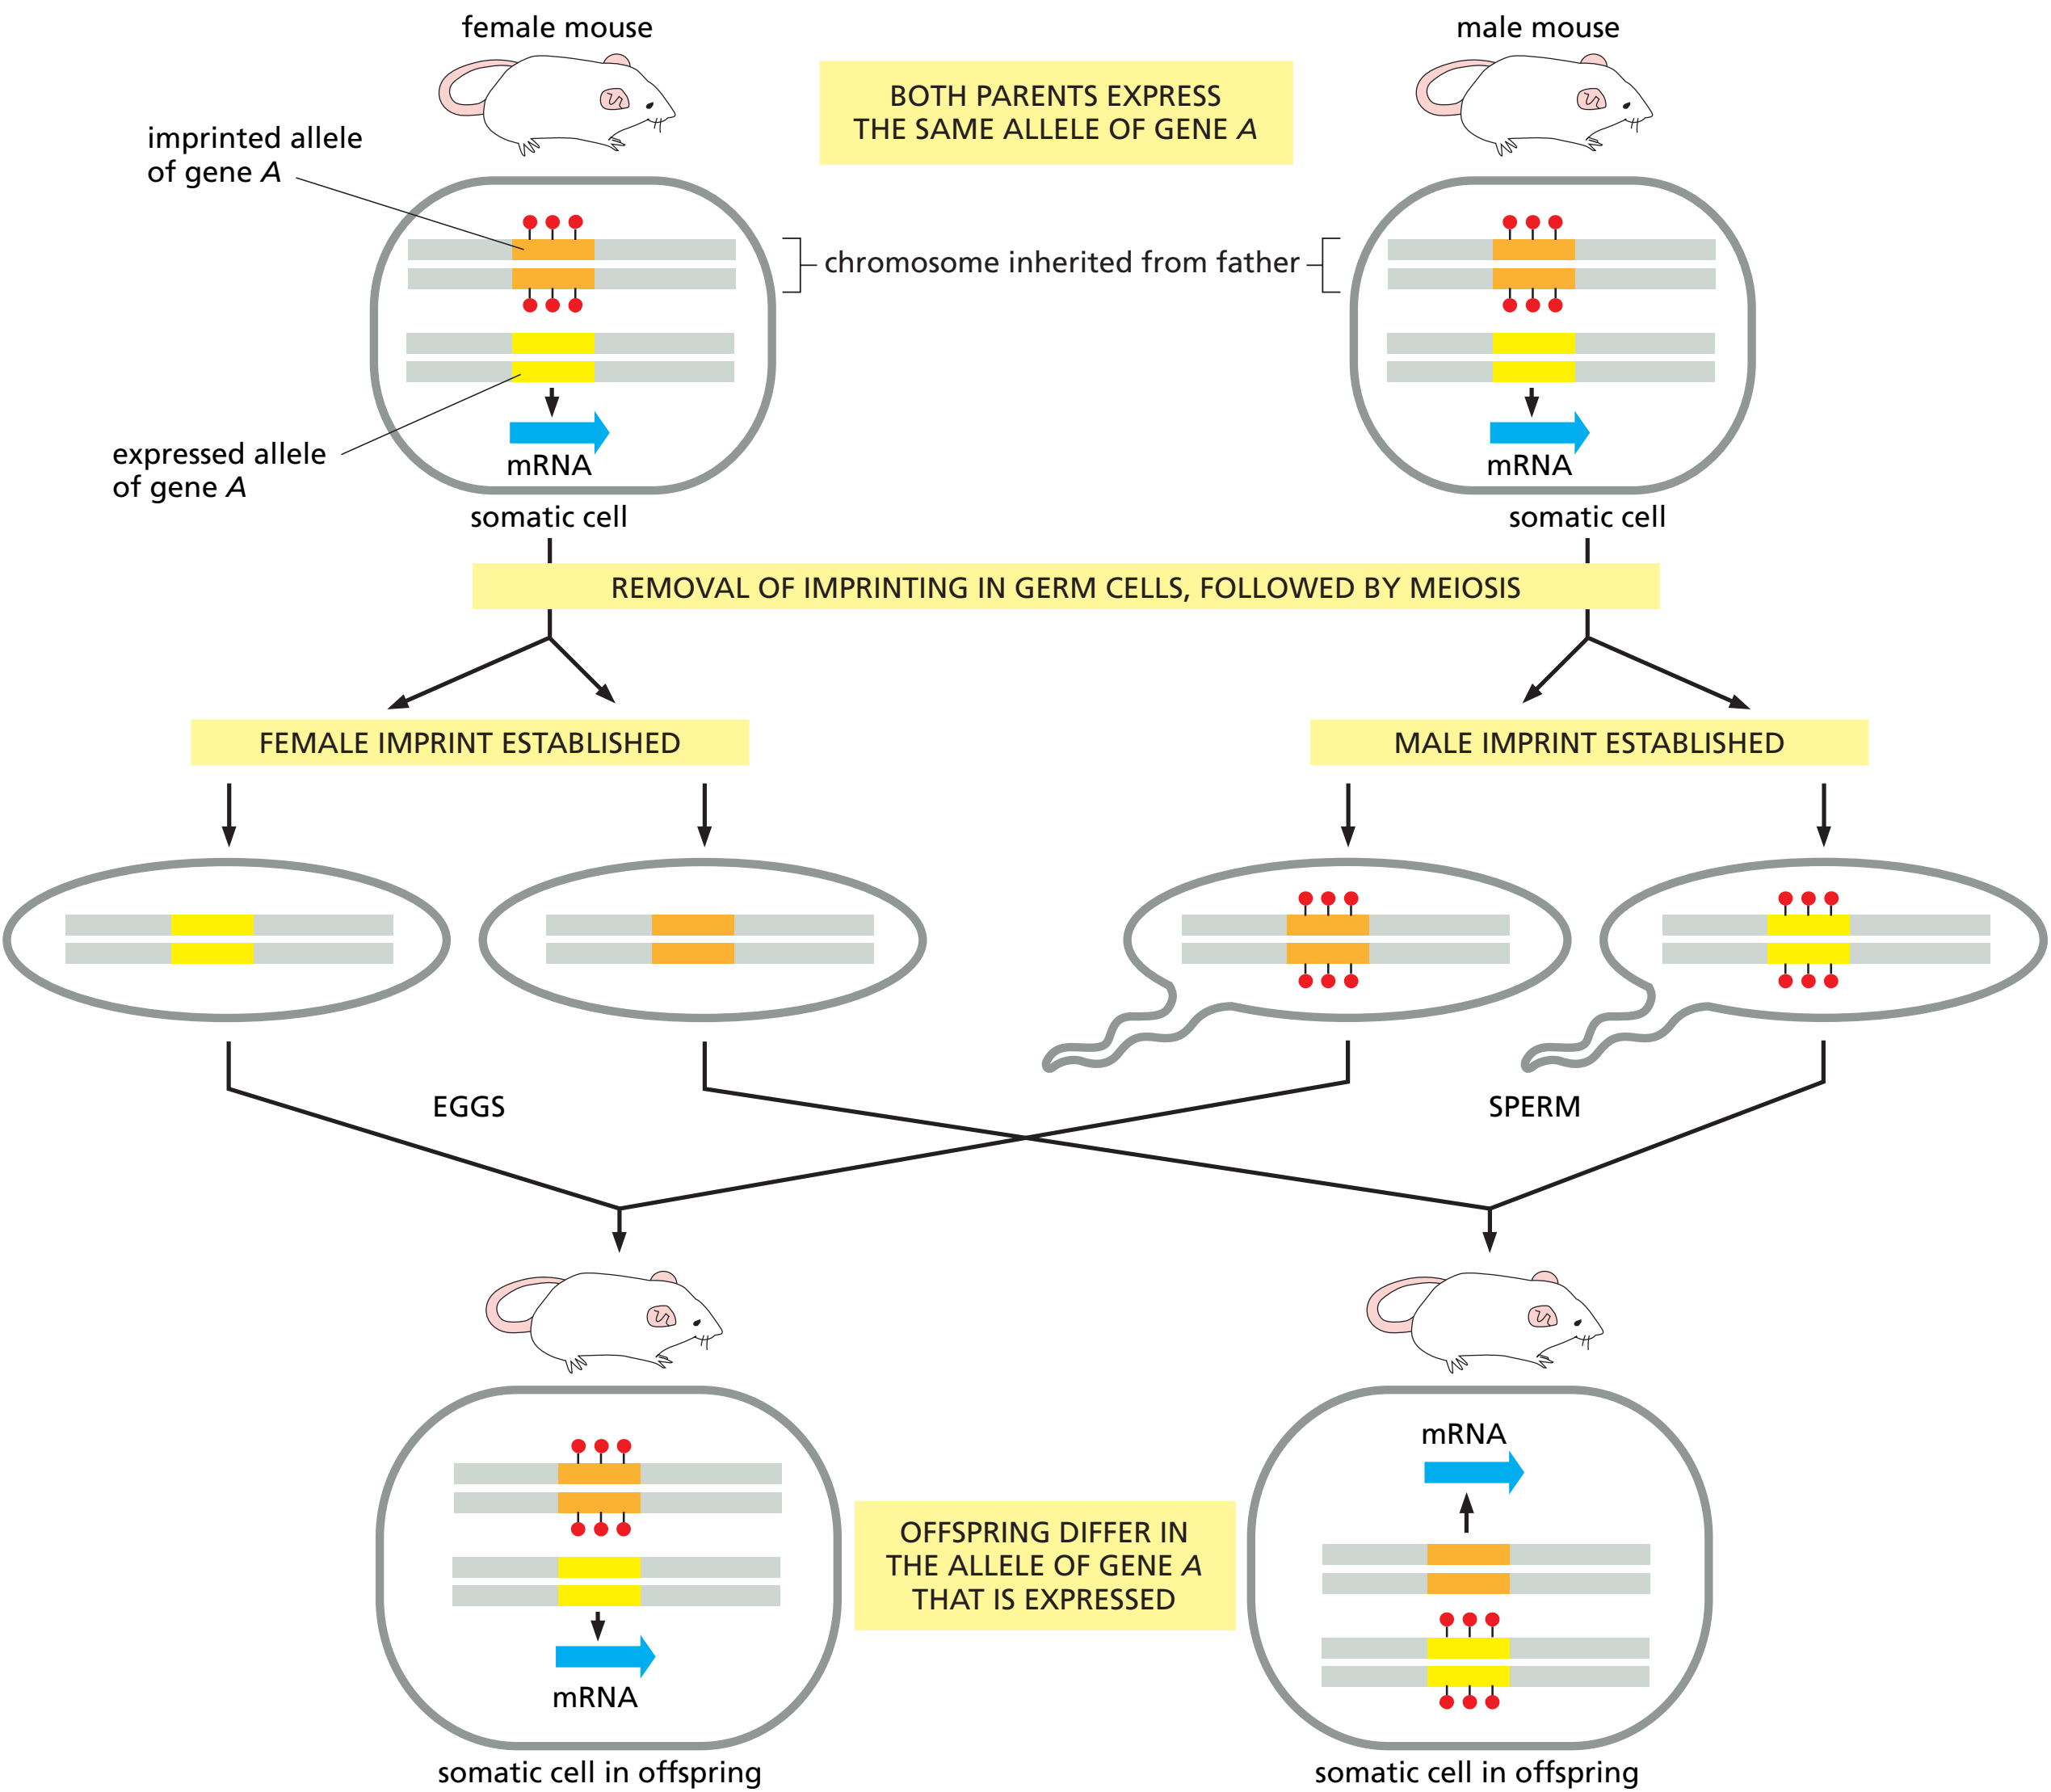 female mouse
male mouse
BOTH PARENTS EXPRESS
THE SAME ALLELE OF GENE A
imprinted allele
of gene A
chromosome inherited from father
expressed allele
of gene A
mRNA
mRNA
somatic cell
somatic cell
REMOVAL OF IMPRINTING IN GERM CELLS, FOLLOWED BY MEIOSIS
FEMALE IMPRINT ESTABLISHED
MALE IMPRINT ESTABLISHED
EGGS
SPERM
mRNA
OFFSPRING DIFFER IN
THE ALLELE OF GENE A
THAT IS EXPRESSED
mRNA
somatic cell in offspring
somatic cell in offspring